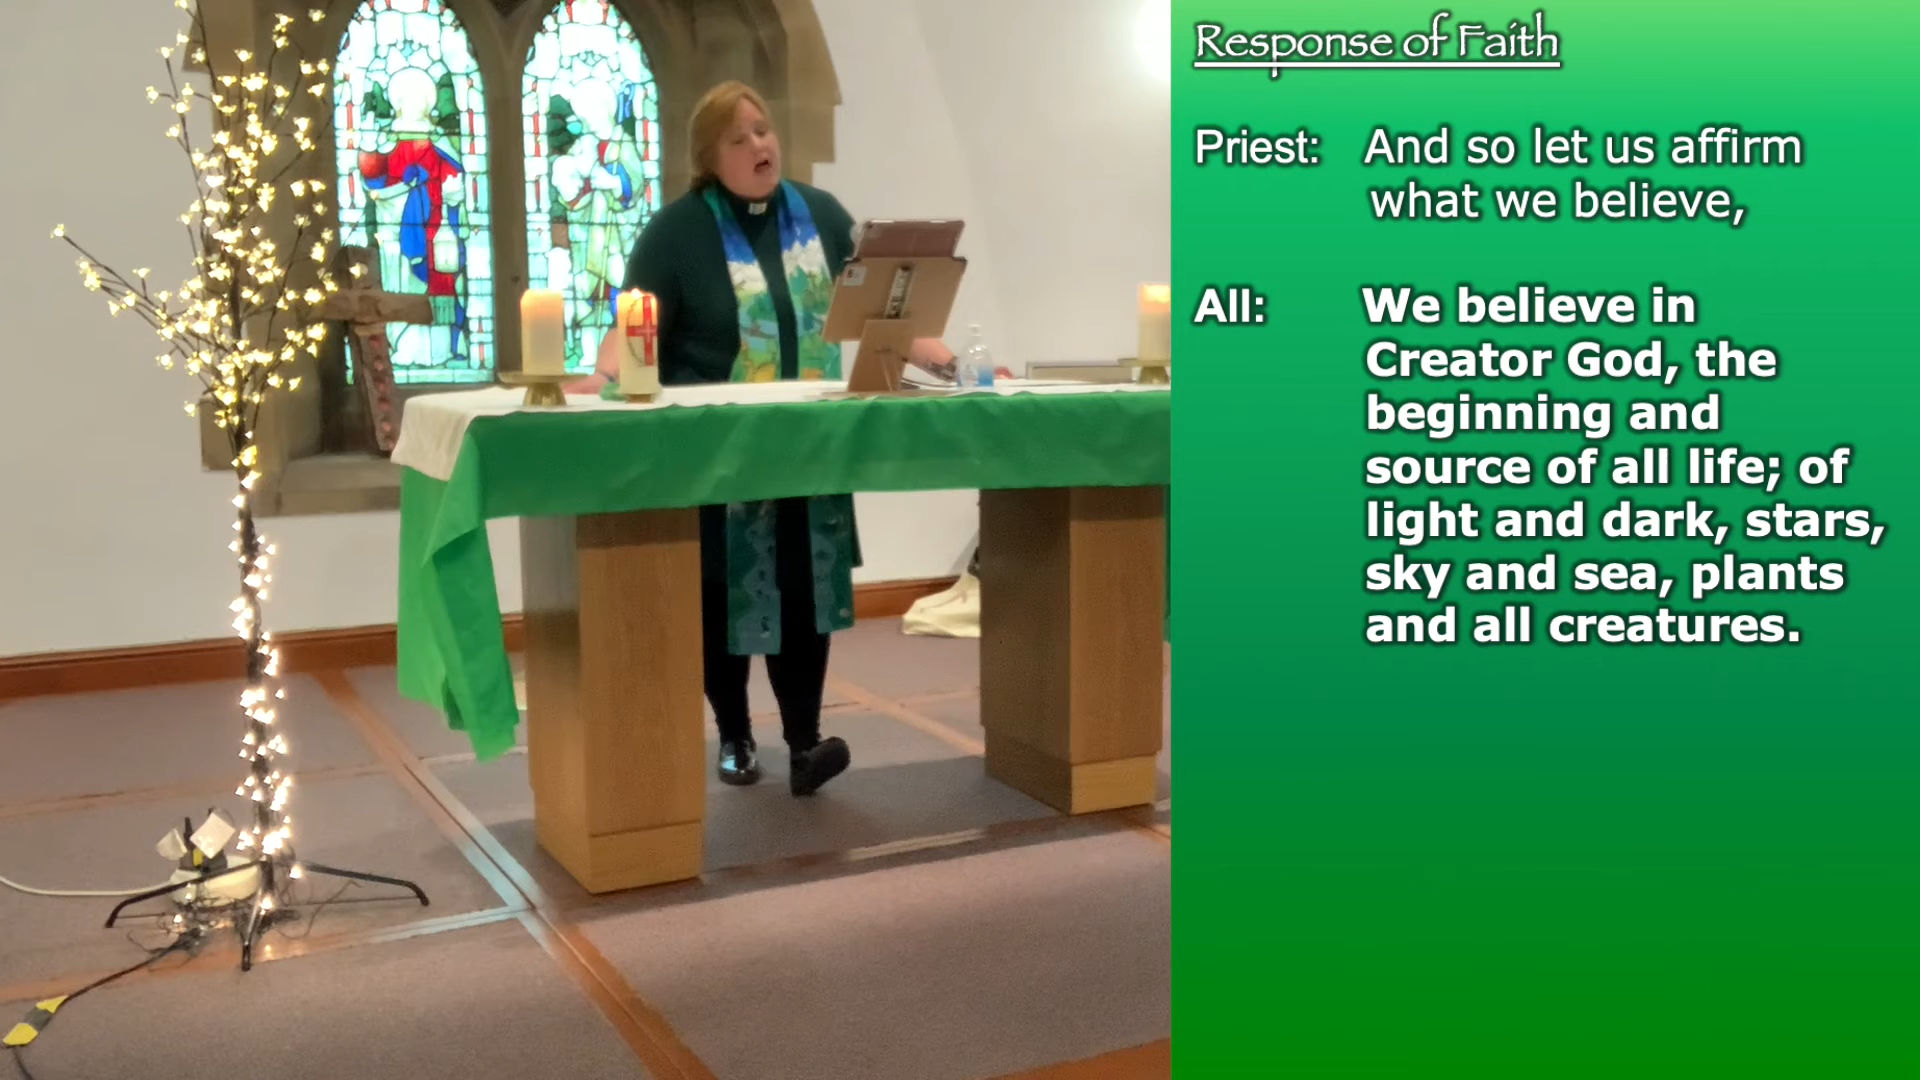 Response of Faith
Priest: And so let us affirm
what we believe,
All: We believe in
Creator God, the
beginning and
source of all life; of
light and dark, stars,
sky and sea, plants
and all creatures.